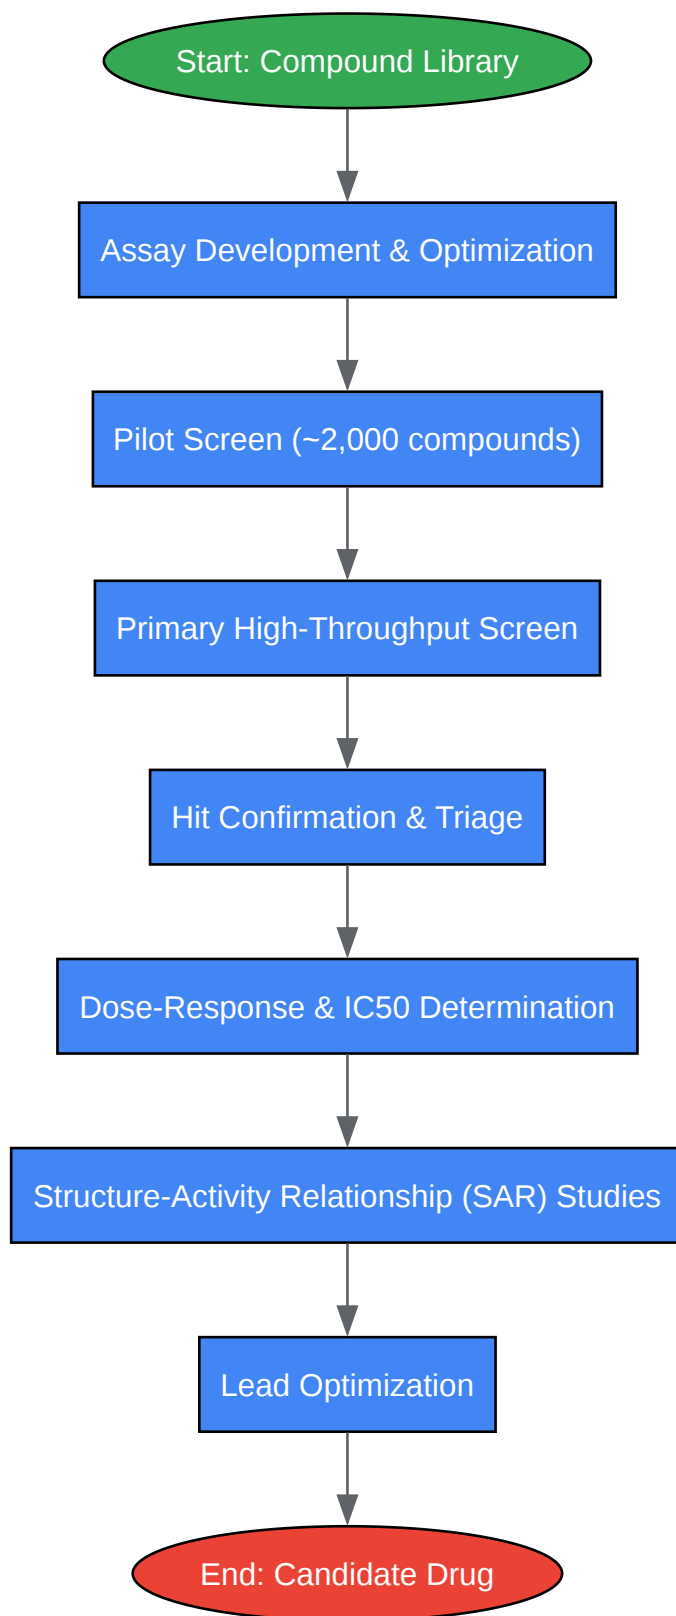 Start: Compound Library
Assay Development & Optimization
Pilot Screen (~2,000 compounds)
Primary High-Throughput Screen
Hit Confirmation & Triage
Dose-Response & IC50 Determination
Structure-Activity Relationship (SAR) Studies
Lead Optimization
End: Candidate Drug